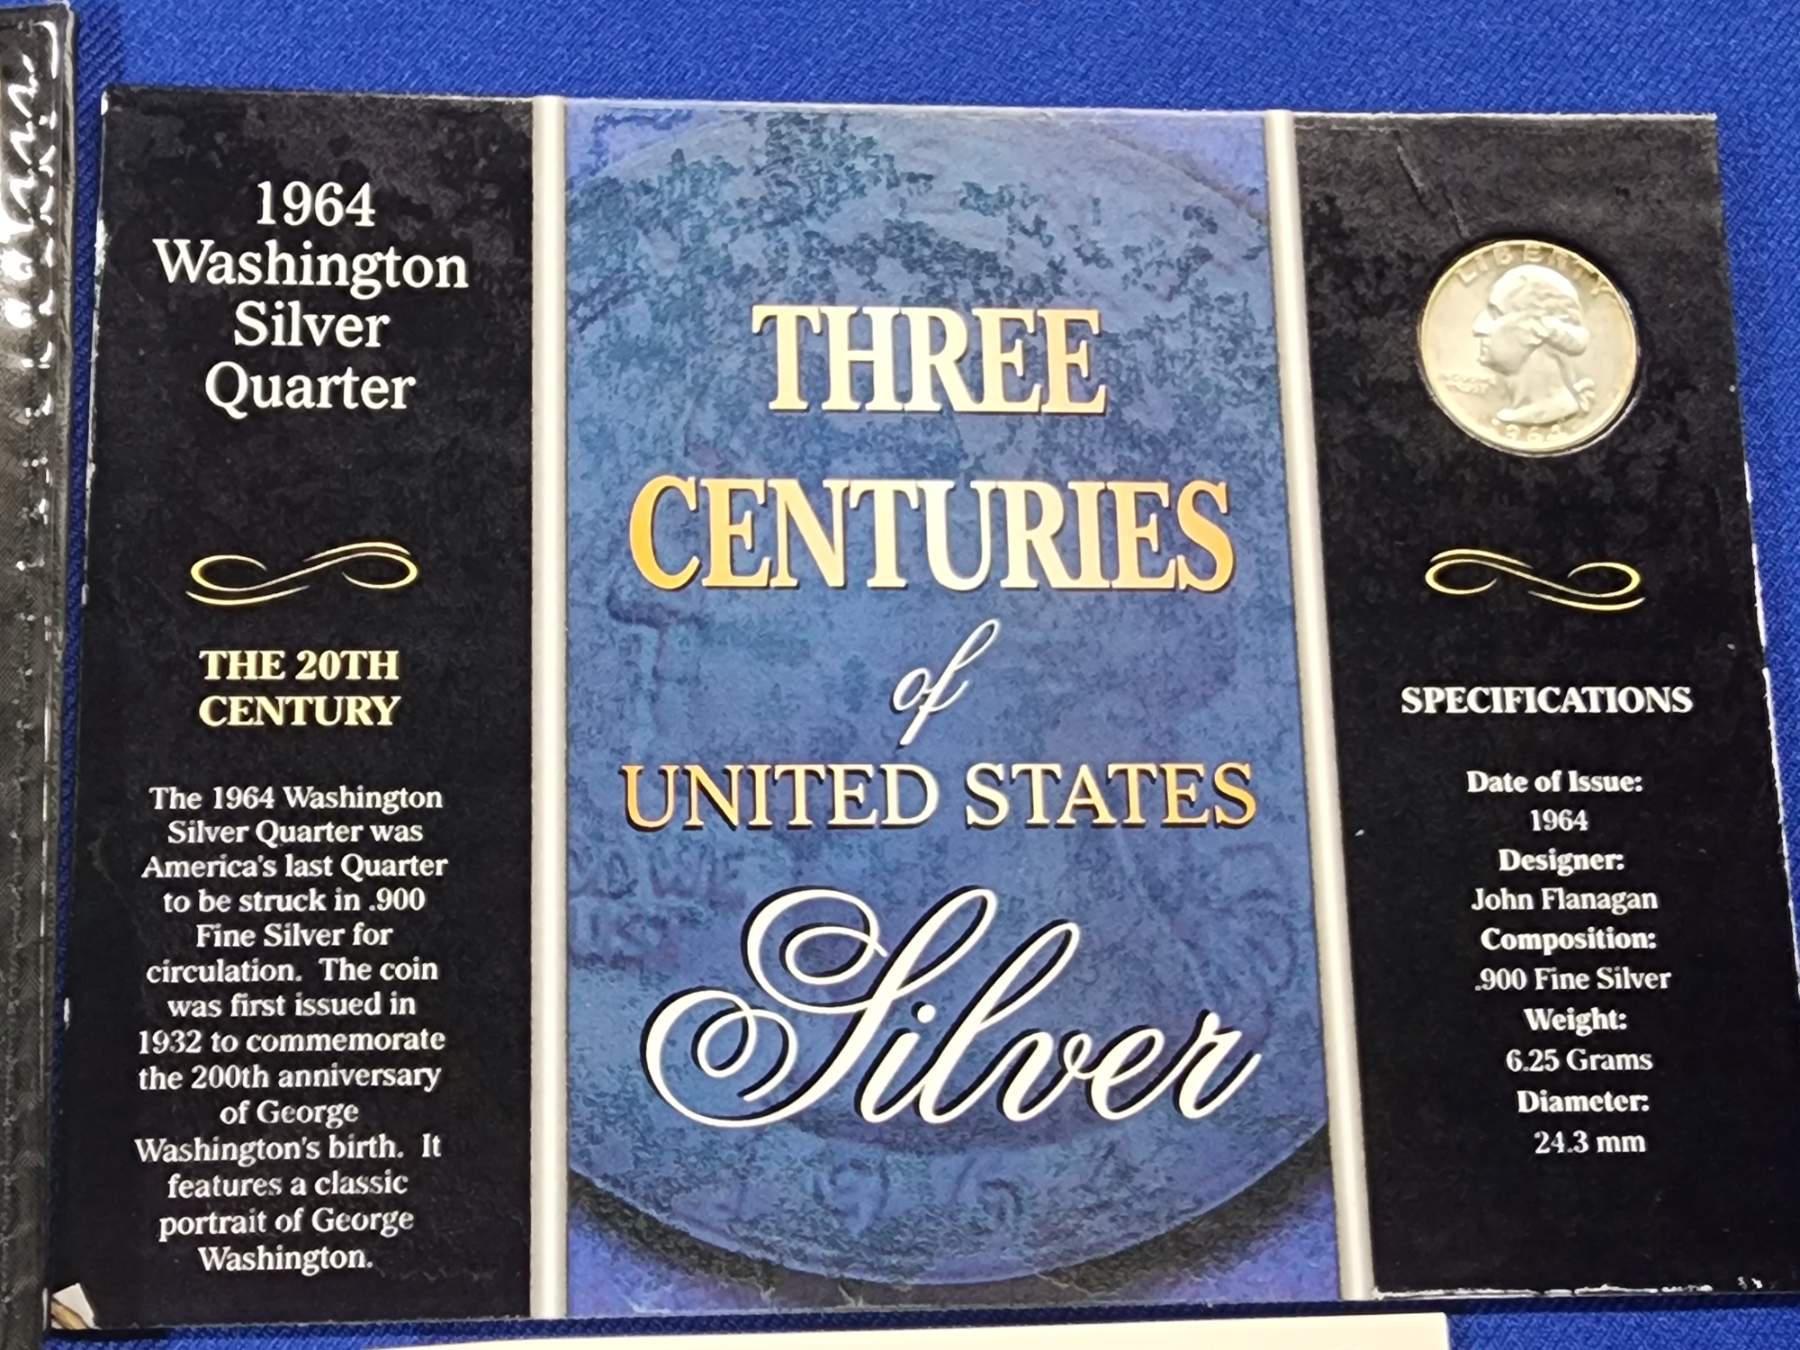 1964
Washington
Silver
Quarter
THE 20TH
CENTURY
The 1964 Washington
Silver Quarter was
America's last Quarter
to be struck in .900
Fine Silver for
circulation. The coin
was first issued in
1932 to commemorate
the 200th anniversary
of George
Washington's birth. It
features a classic
portrait of George
Washington.
THREE
CENTURIES
of
UNITED STATES
Silver
LIBERTY
1964
SPECIFICATIONS
Date of Issue:
1964
Designer:
John Flanagan
Composition:
.900 Fine Silver
Weight:
6.25 Grams
Diameter:
24.3 mm